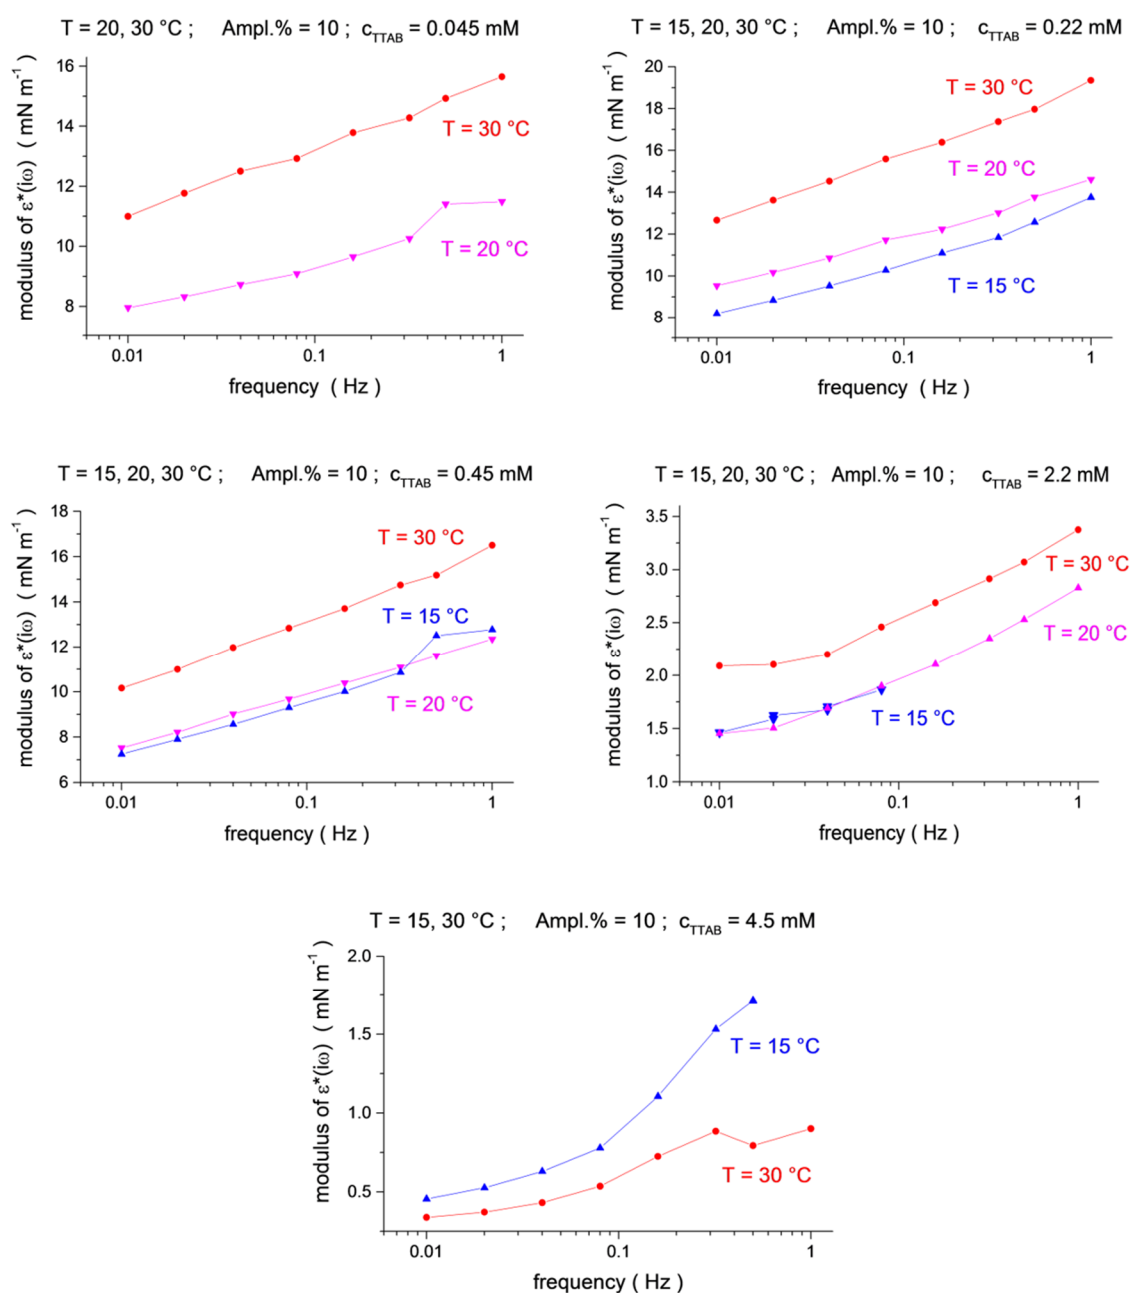 T = 20, 30 °C ; Ampl.% = 10 ; c_TTAB = 0.045 mM
16
14
12
10
8
modulus of ε*(iω) ( mN m⁻¹ )
T = 30 °C
T = 20 °C
0.01 0.1 1
frequency ( Hz )
T = 15, 20, 30 °C ; Ampl.% = 10 ; c_TTAB = 0.22 mM
20
18
16
14
12
10
8
modulus of ε*(iω) ( mN m⁻¹ )
T = 30 °C
T = 20 °C
T = 15 °C
0.01 0.1 1
frequency ( Hz )
T = 15, 20, 30 °C ; Ampl.% = 10 ; c_TTAB = 0.45 mM
18
16
14
12
10
8
6
modulus of ε*(iω) ( mN m⁻¹ )
T = 30 °C
T = 15 °C
T = 20 °C
0.01 0.1 1
frequency ( Hz )
T = 15, 20, 30 °C ; Ampl.% = 10 ; c_TTAB = 2.2 mM
3.5
3.0
2.5
2.0
1.5
1.0
modulus of ε*(iω) ( mN m⁻¹ )
T = 30 °C
T = 20 °C
T = 15 °C
0.01 0.1 1
frequency ( Hz )
T = 15, 30 °C ; Ampl.% = 10 ; c_TTAB = 4.5 mM
2.0
1.5
1.0
0.5
modulus of ε*(iω) ( mN m⁻¹ )
T = 15 °C
T = 30 °C
0.01 0.1 1
frequency ( Hz )